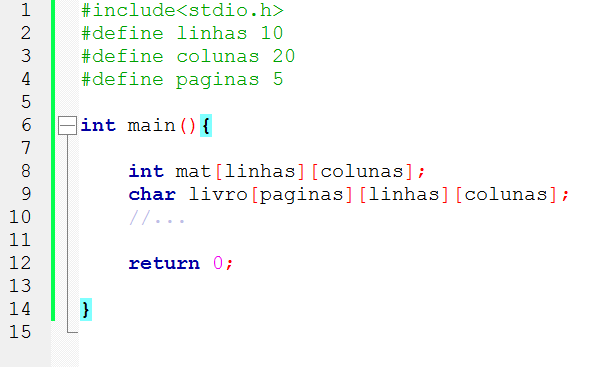 1 #include<stdio.h>
2 #define linhas 10
3 #define colunas 20
4 #define paginas 5
5
6 int main(){
7
8 int mat[linhas][colunas];
9 char livro[paginas][linhas][colunas];
10 //...
11
12 return 0;
13
14 }
15